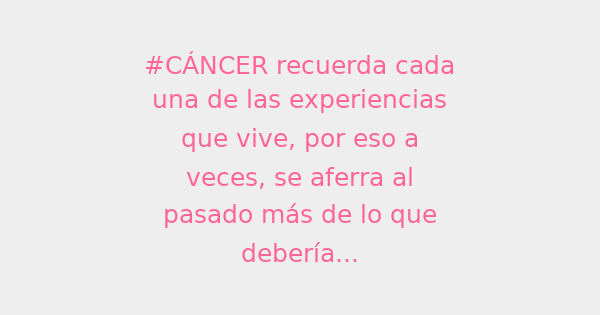 #CÁNCER recuerda cada
una de las experiencias
que vive, por eso a
veces, se aferra al
pasado más de lo que
debería...